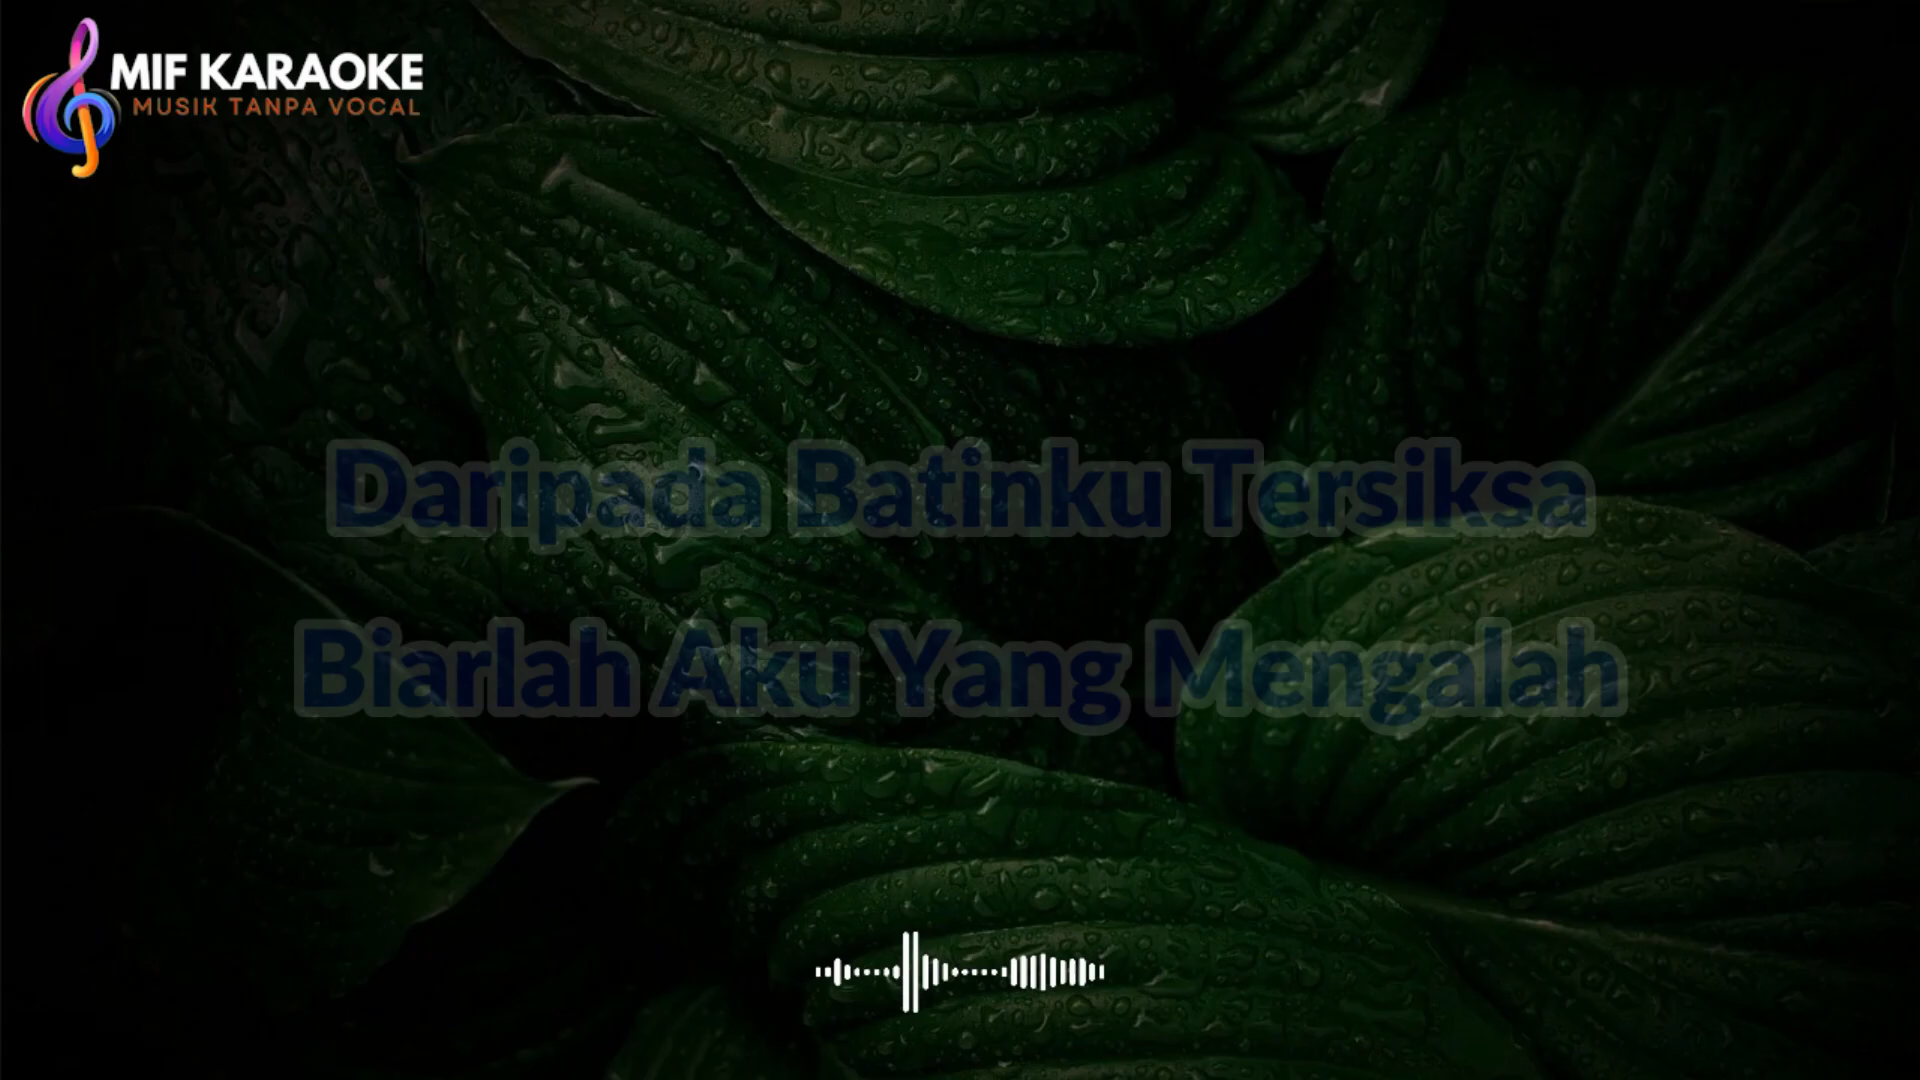 MIF KARAOKE
MUSIK TANPA VOCAL
Daripada Batinku Tersiksa
Biarlah Aku Yang Mengalah